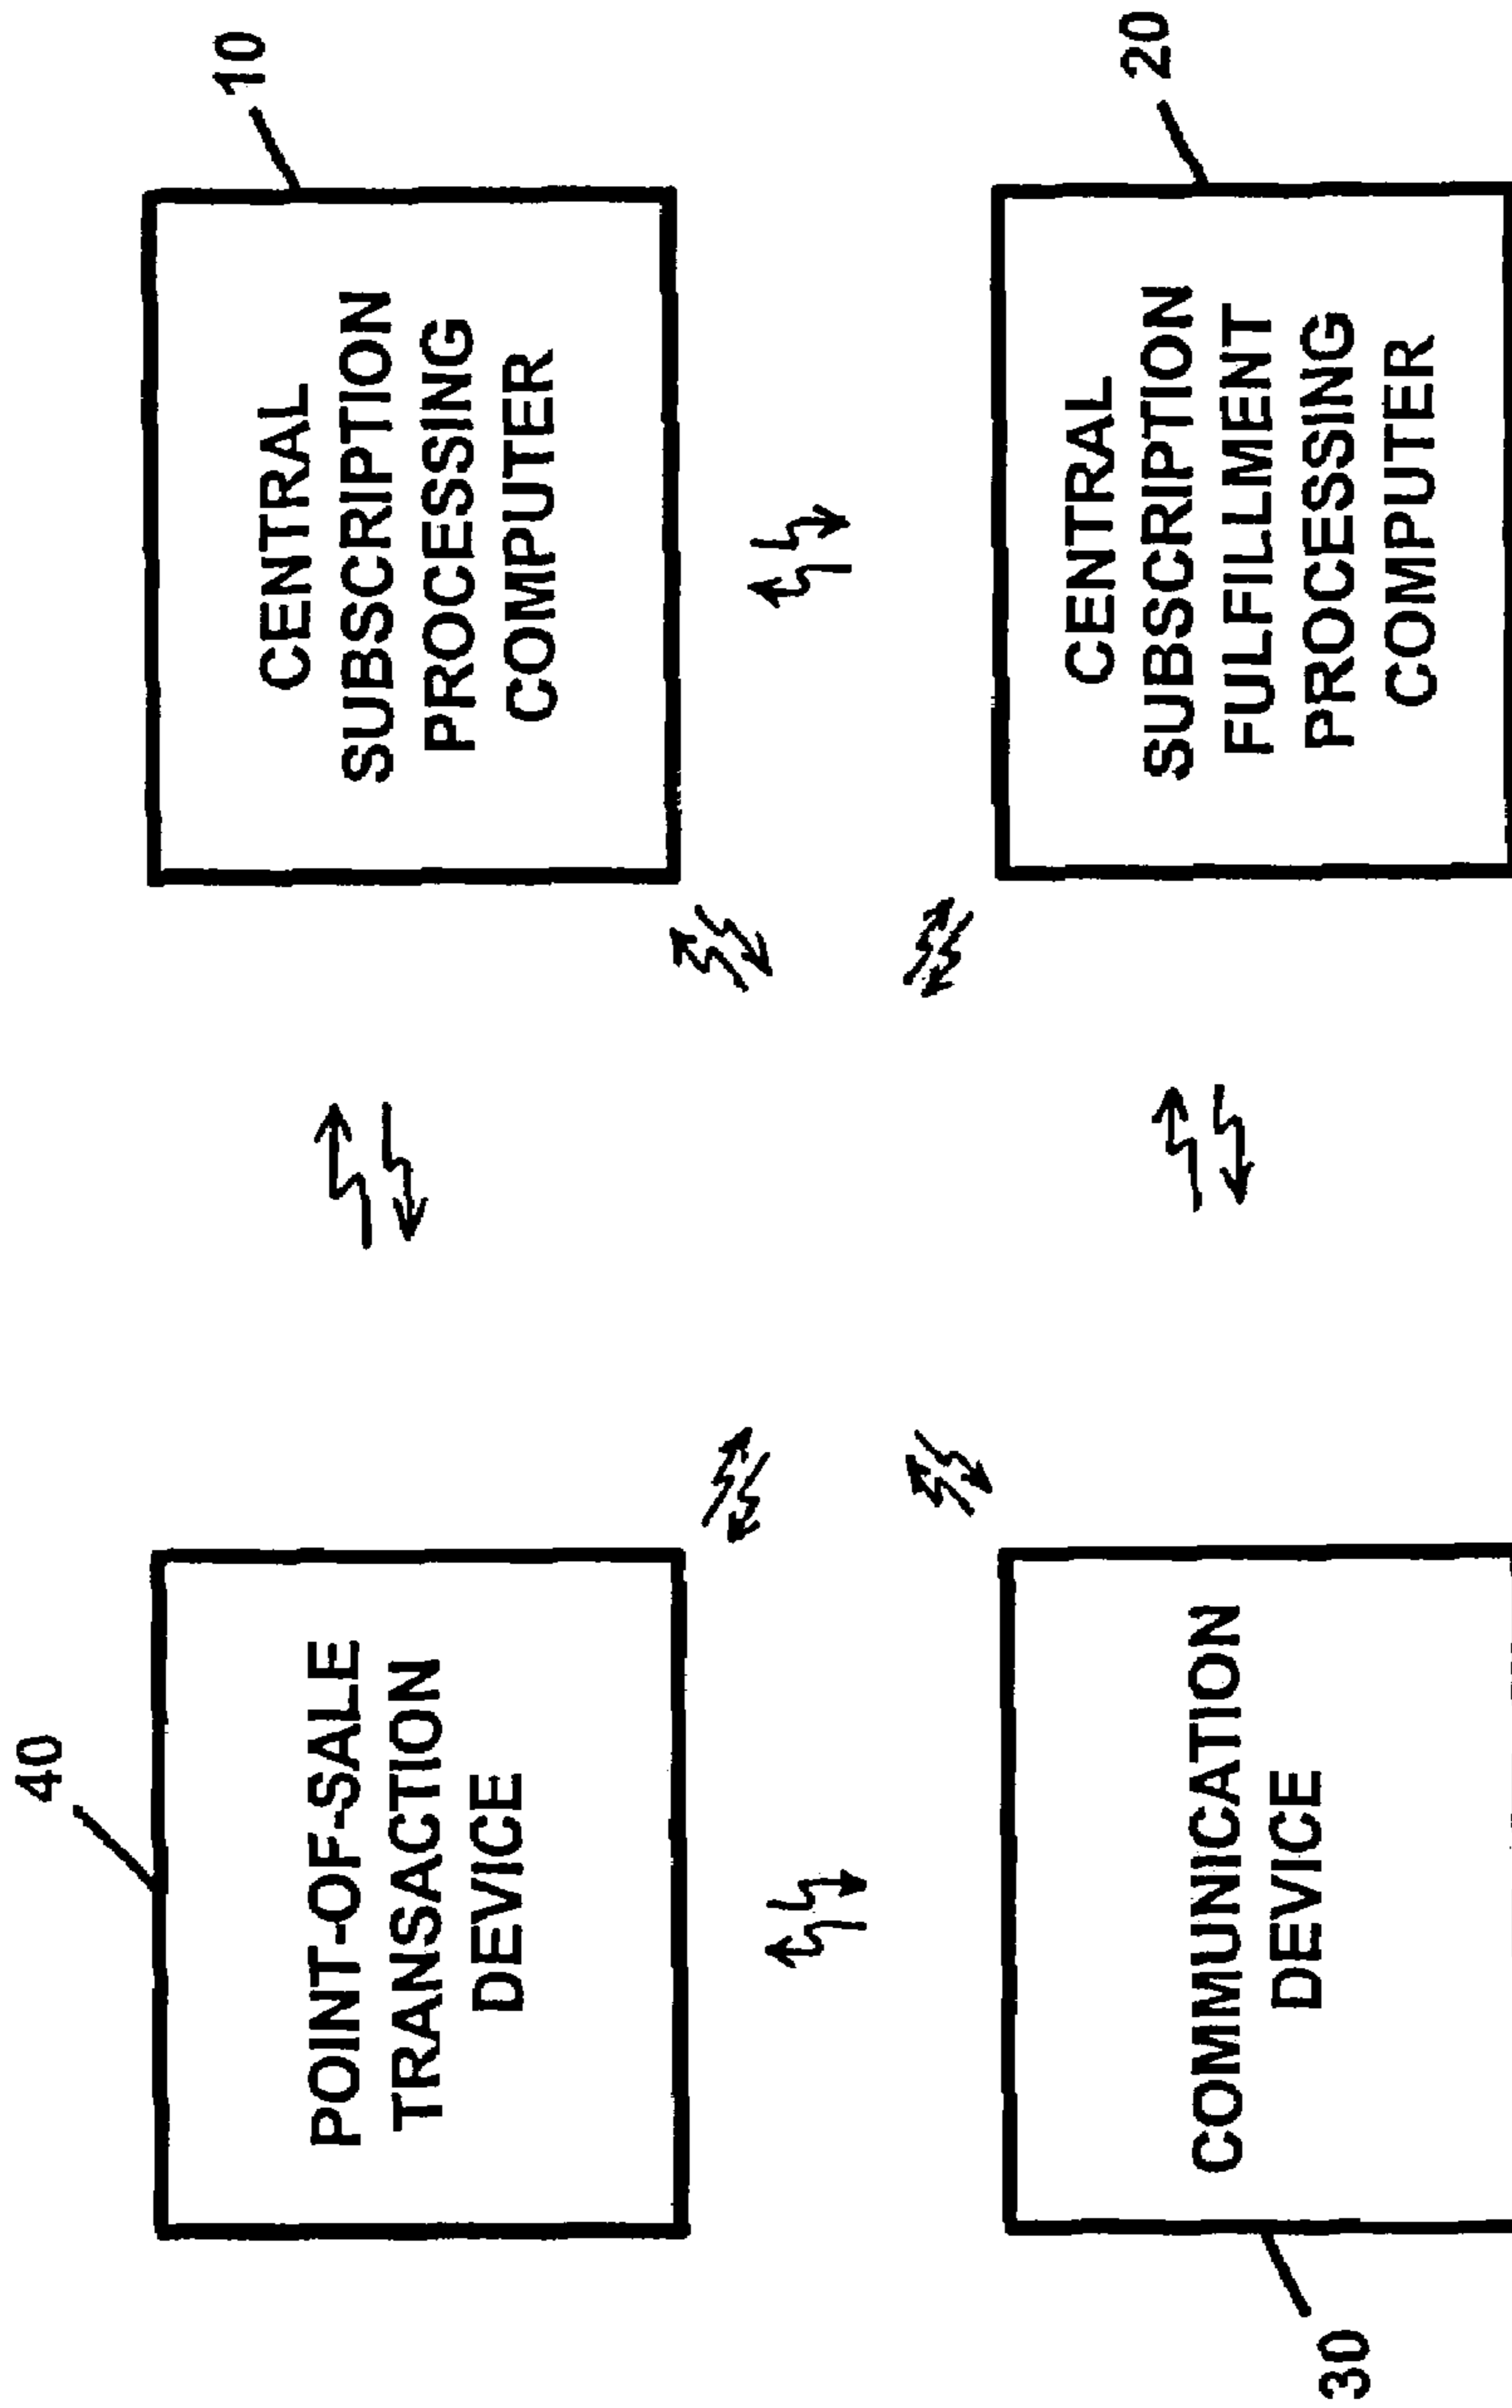 40
POINT-OF-SALE
TRANSACTION
DEVICE
10
CENTRAL
SUBSCRIPTION
PROCESSING
COMPUTER
30
COMMUNICATION
DEVICE
20
CENTRAL
SUBSCRIPTION
FULFILLMENT
PROCESSING
COMPUTER